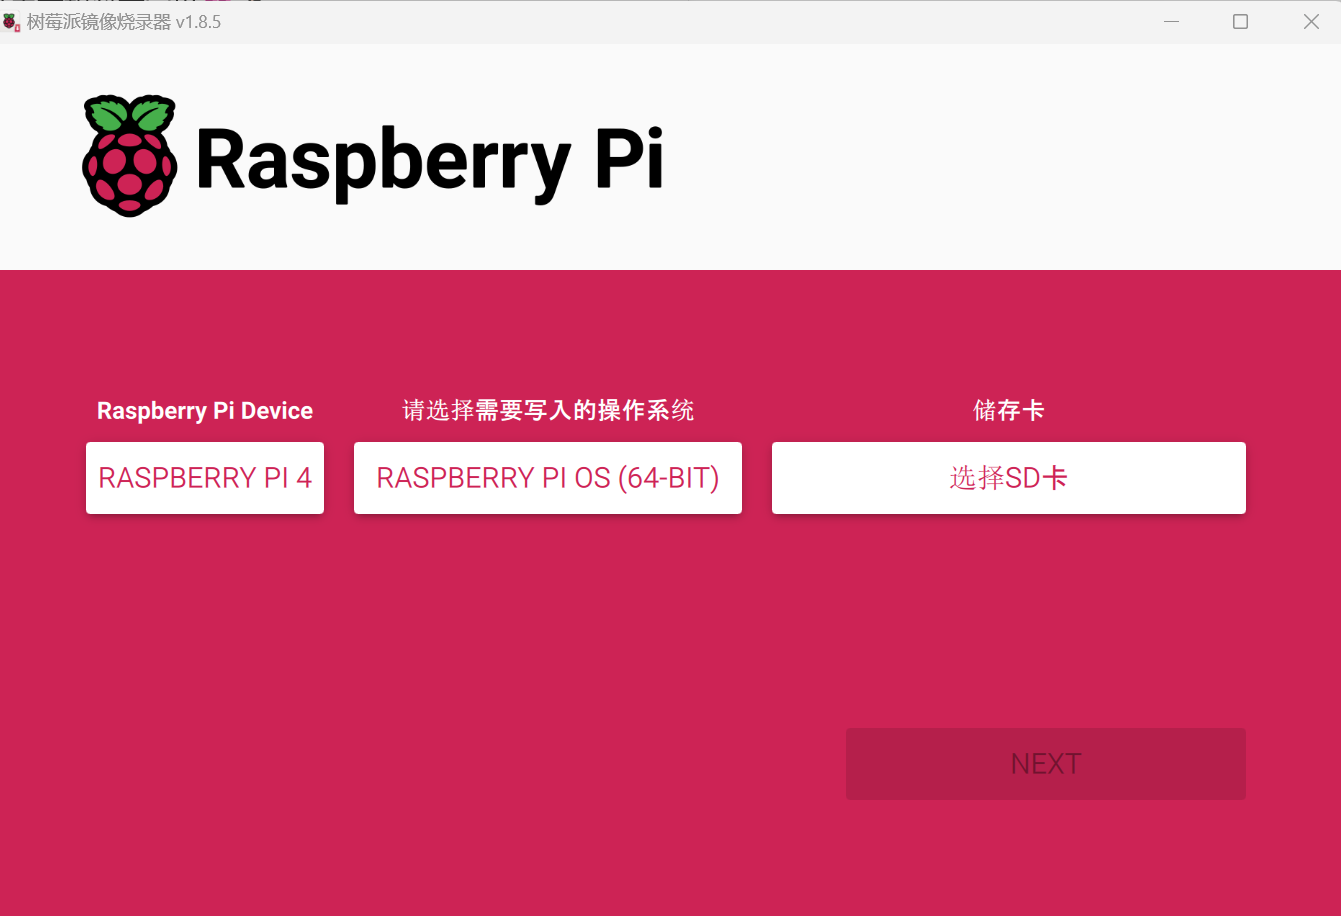 树莓派镜像烧录器 v1.8.5
Raspberry Pi
Raspberry Pi Device
请选择需要写入的操作系统
储存卡
RASPBERRY PI 4
RASPBERRY PI OS (64-BIT)
选择SD卡
NEXT